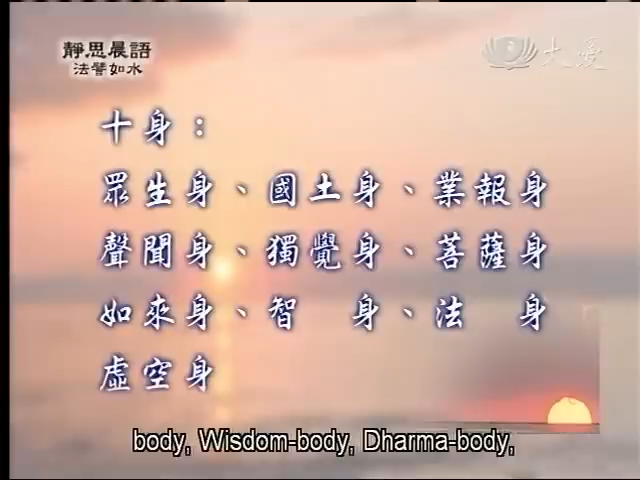 靜思晨語
法譬如水
大愛
十身：
眾生身、國土身、業報身
聲聞身、獨覺身、菩薩身
如來身、智　身、法　身
虛空身
body, Wisdom-body, Dharma-body,